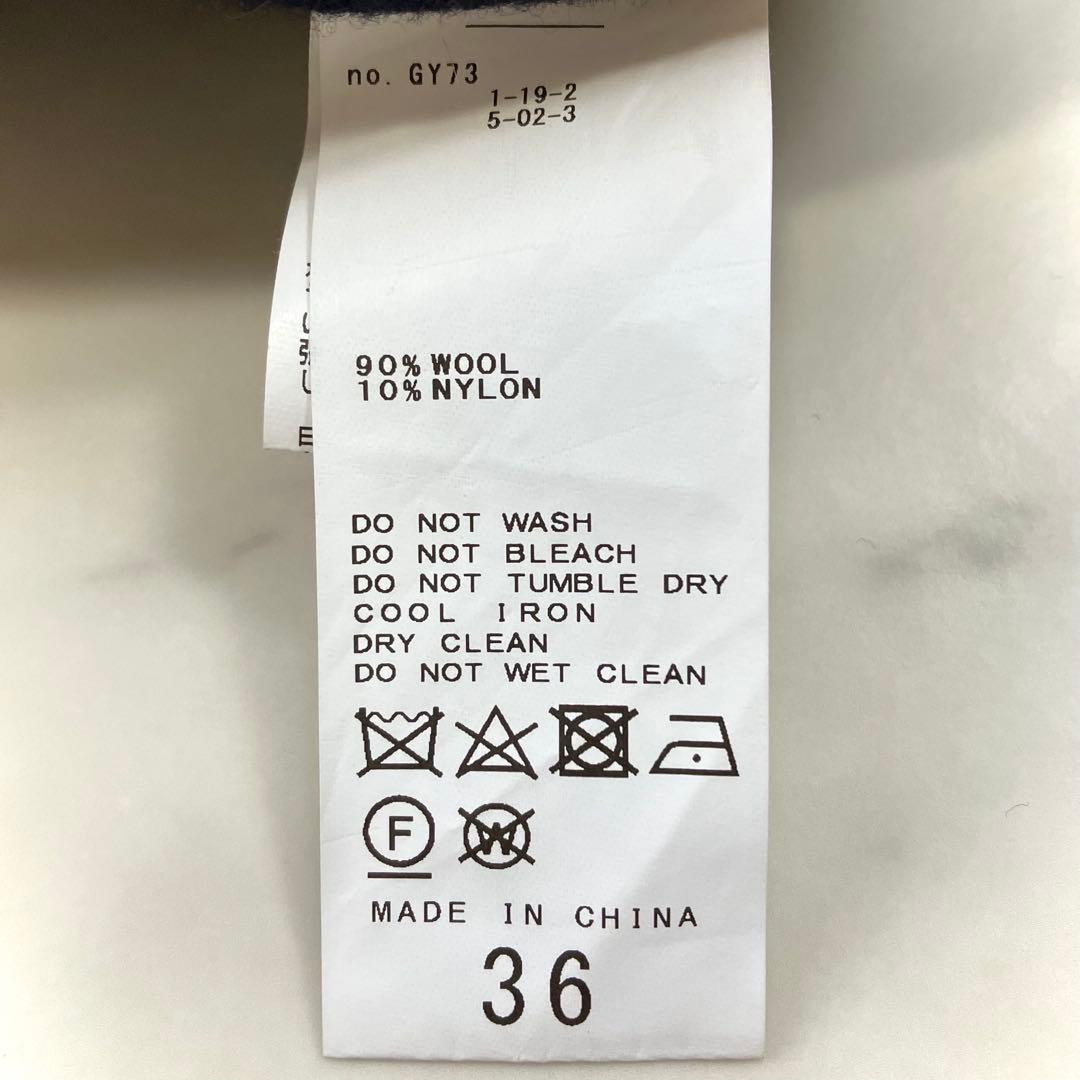 no. GY73
1-19-2
5-02-3
90% WOOL
10% NYLON
DO NOT WASH
DO NOT BLEACH
DO NOT TUMBLE DRY
COOL IRON
DRY CLEAN
DO NOT WET CLEAN
F W
MADE IN CHINA
36